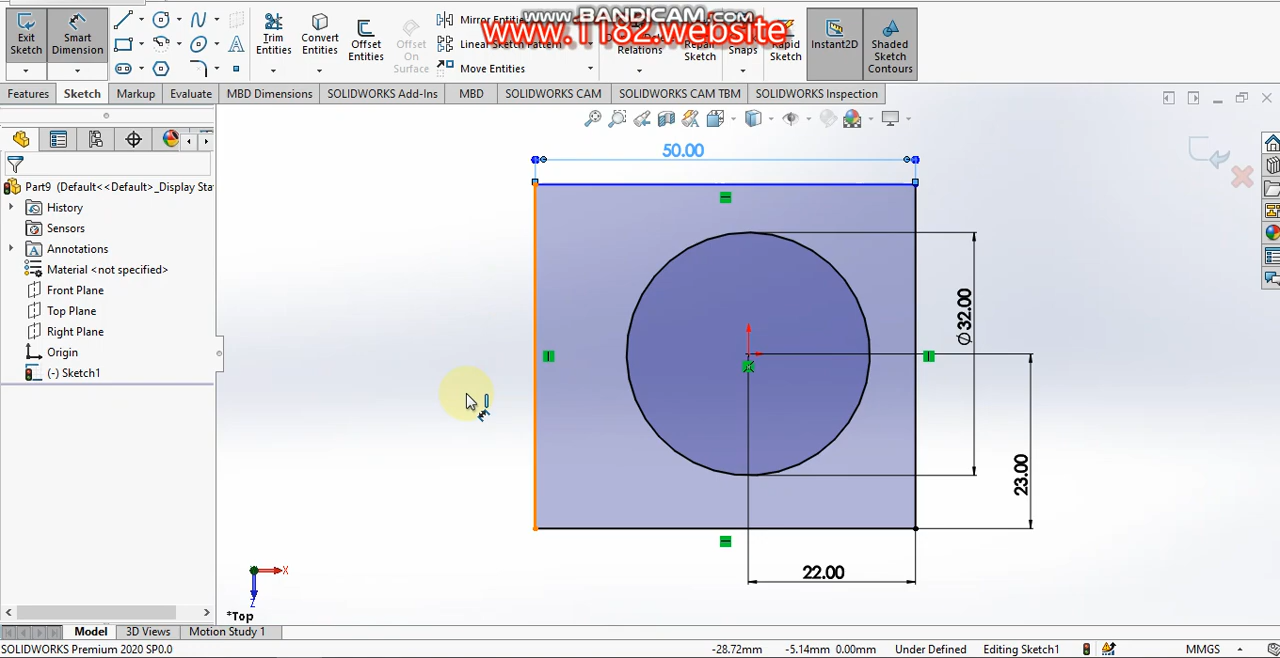 www.BANDICAM.com
www.1182.website
Exit Sketch
Smart Dimension
Trim Entities
Convert Entities
Offset Entities
Offset On Surface
Mirror Entities
Linear Sketch Pattern
Move Entities
Relations
Repair Sketch
Snaps
Rapid Sketch
Instant2D
Shaded Sketch Contours
Features
Sketch
Markup
Evaluate
MBD Dimensions
SOLIDWORKS Add-Ins
MBD
SOLIDWORKS CAM
SOLIDWORKS CAM TBM
SOLIDWORKS Inspection
Part9 (Default<<Default>_Display Sta
History
Sensors
Annotations
Material <not specified>
Front Plane
Top Plane
Right Plane
Origin
(-) Sketch1
50.00
∅32.00
23.00
22.00
X
Z
*Top
Model
3D Views
Motion Study 1
SOLIDWORKS Premium 2020 SP0.0
-28.72mm
-5.14mm
0.00mm
Under Defined
Editing Sketch1
MMGS